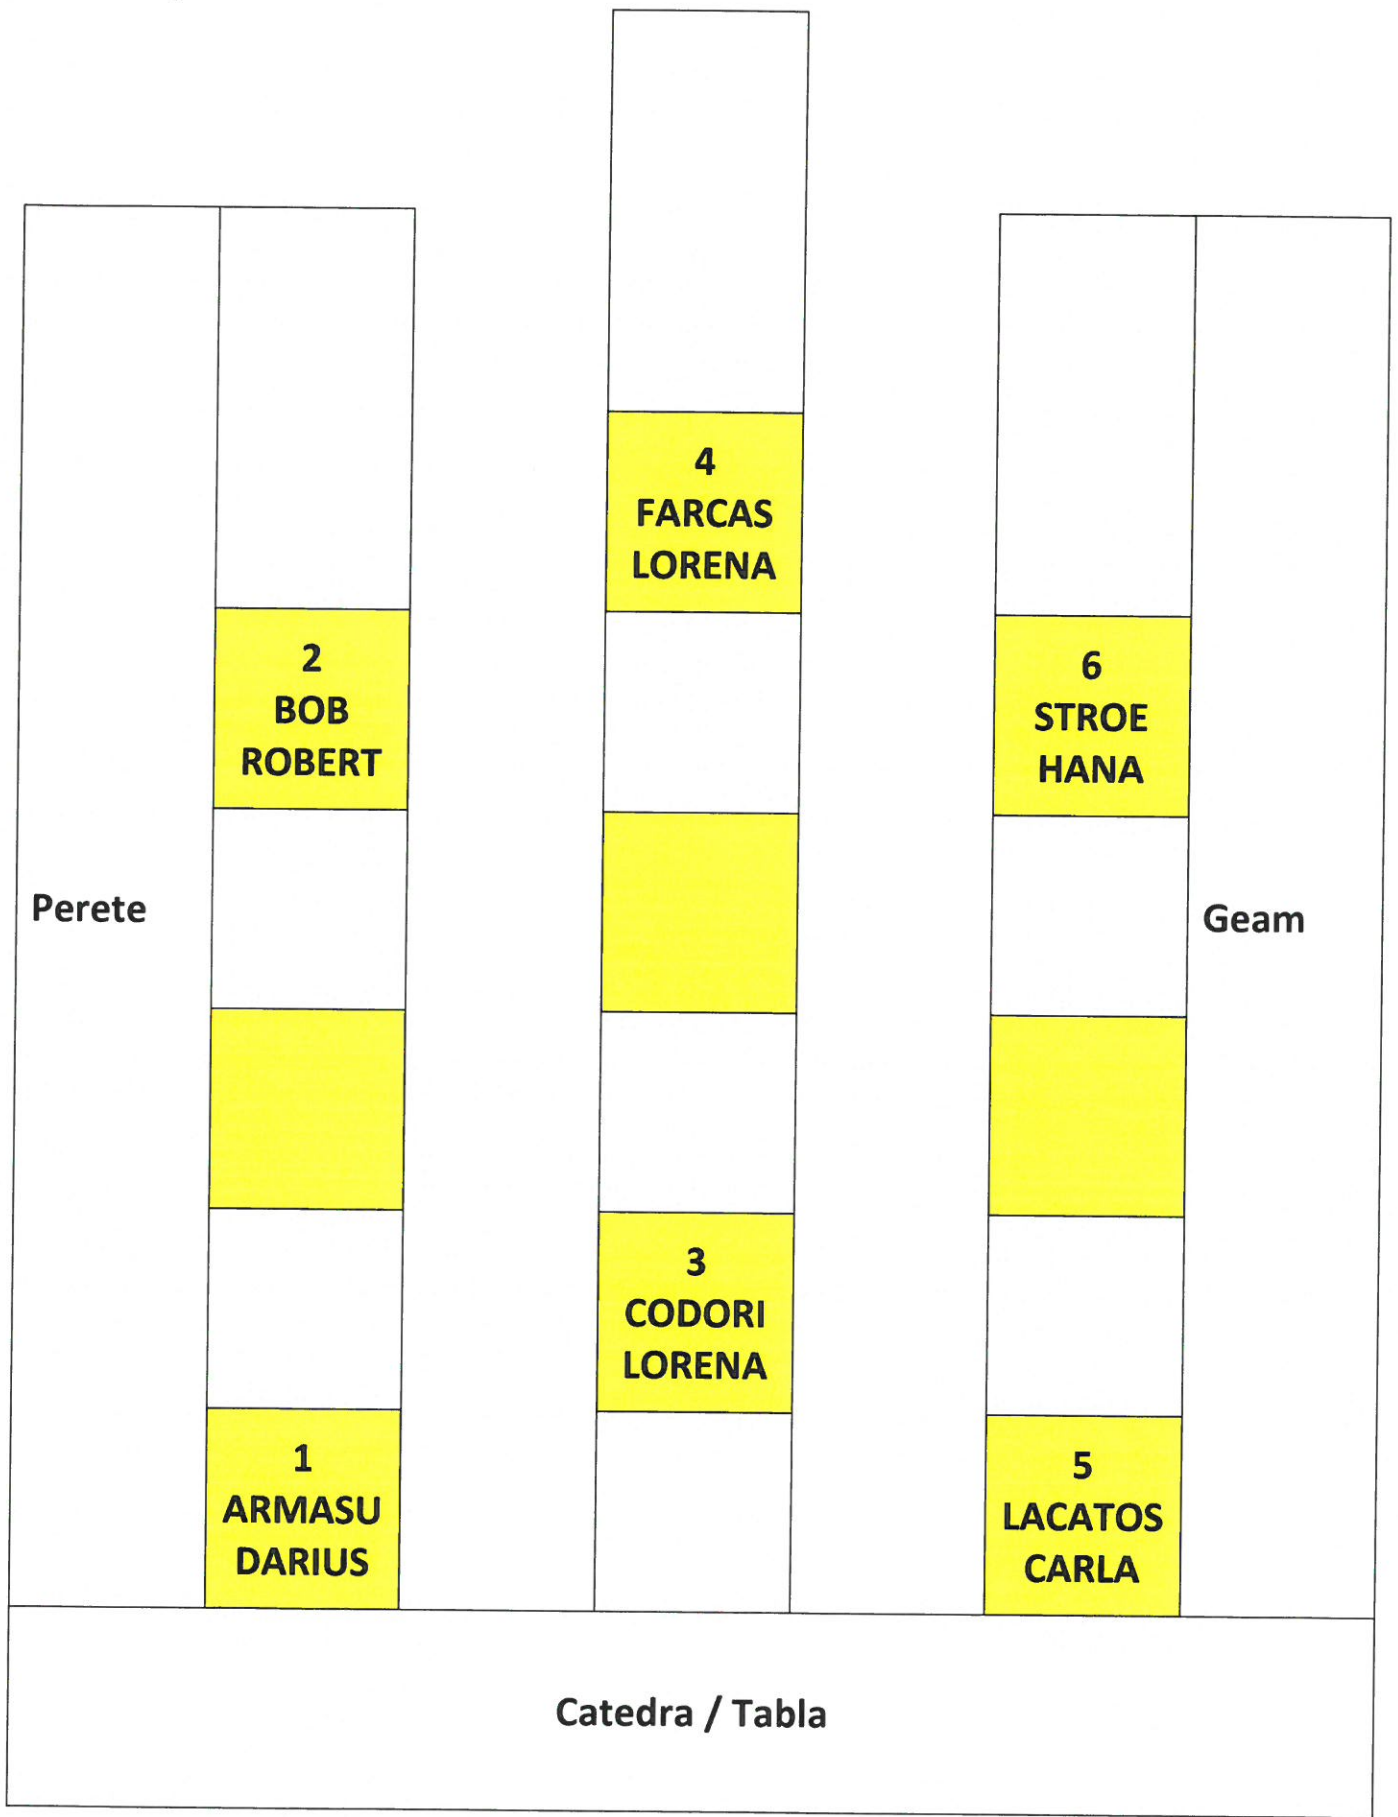 4
FARCAS
LORENA
2
BOB
ROBERT
6
STROE
HANA
Perete
Geam
3
CODORI
LORENA
1
ARMASU
DARIUS
5
LACATOS
CARLA
Catedra / Tabla